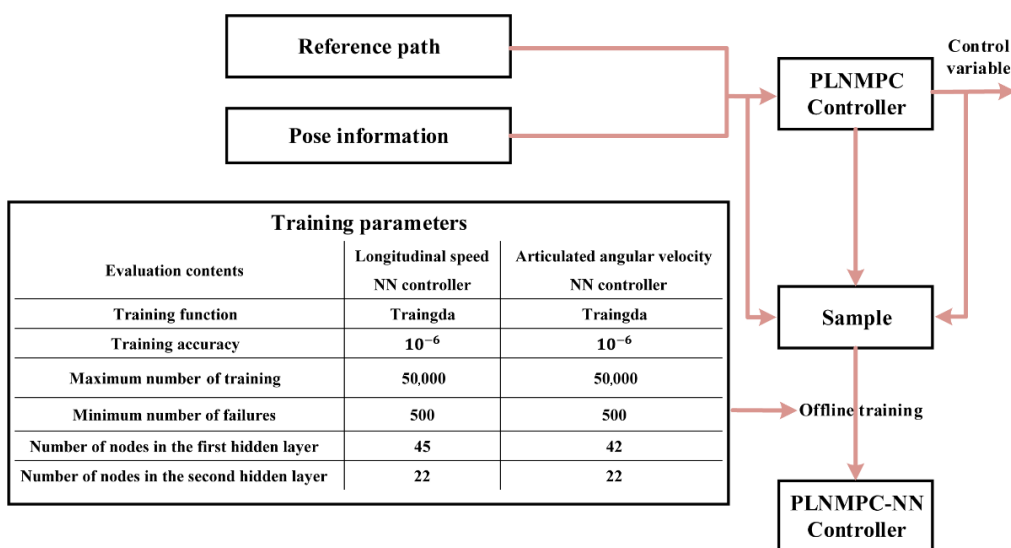 Reference path
Control
variable
PLNMPC
Controller
Pose information
Training parameters
Evaluation contents
Longitudinal speed
NN controller
Articulated angular velocity
NN controller
Training function
Traingda
Traingda
Training accuracy
10⁻⁶
10⁻⁶
Maximum number of training
50,000
50,000
Minimum number of failures
500
500
Number of nodes in the first hidden layer
45
42
Number of nodes in the second hidden layer
22
22
Sample
Offline training
PLNMPC-NN
Controller